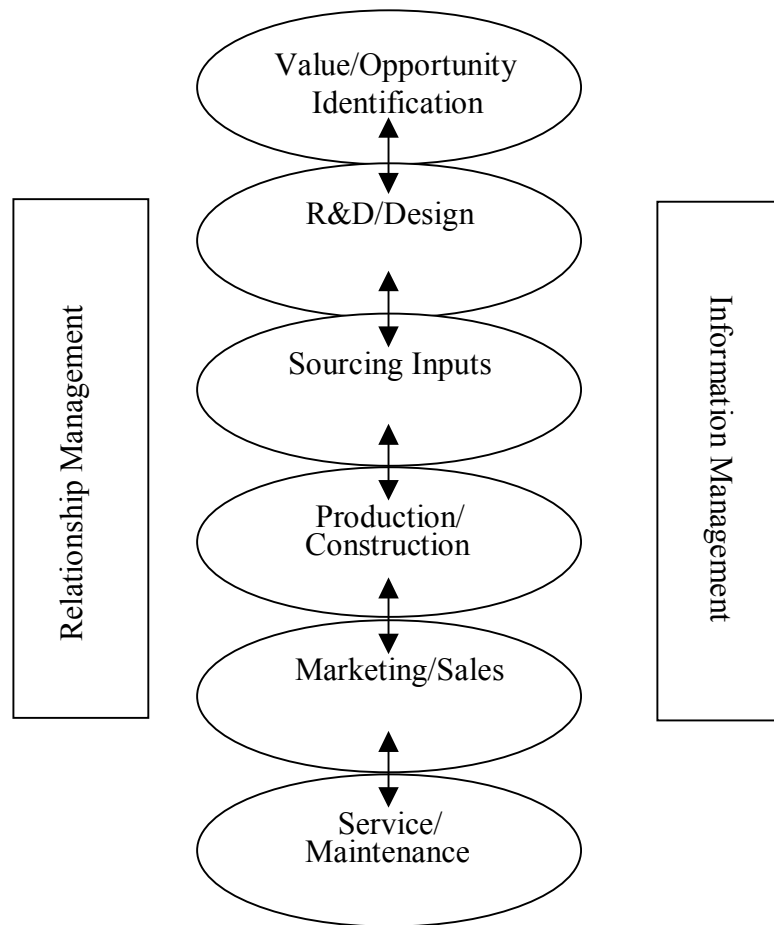 Value/Opportunity
Identification
R&D/Design
Sourcing Inputs
Production/
Construction
Marketing/Sales
Service/
Maintenance
Relationship Management
Information Management